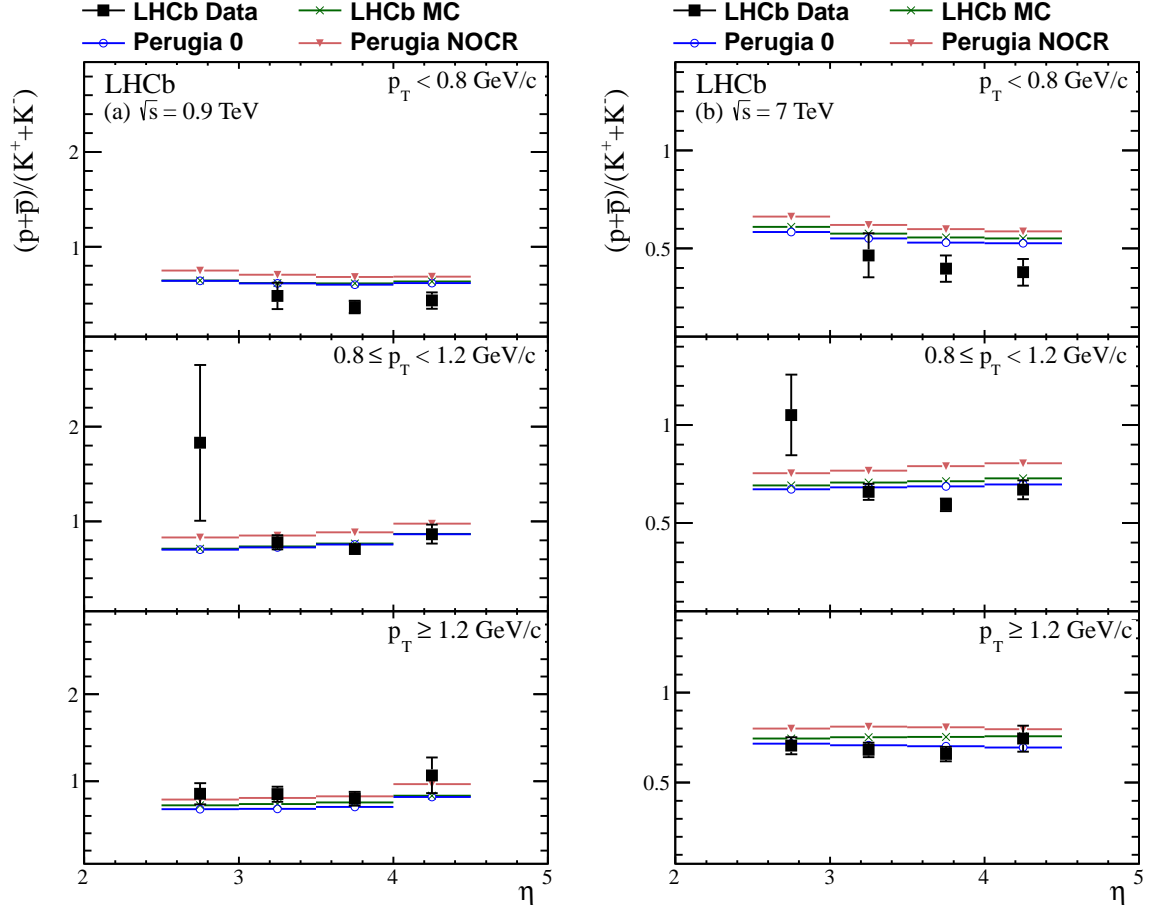 LHCb Data LHCb MC
Perugia 0 Perugia NOCR
(p+p̅)/(K⁺+K⁻)
LHCb
(a) √s = 0.9 TeV
p_T < 0.8 GeV/c
2
1
0.8 ≤ p_T < 1.2 GeV/c
2
1
p_T ≥ 1.2 GeV/c
2
1
2 3 4 5
η
LHCb Data LHCb MC
Perugia 0 Perugia NOCR
(p+p̅)/(K⁺+K⁻)
LHCb
(b) √s = 7 TeV
p_T < 0.8 GeV/c
1
0.5
0.8 ≤ p_T < 1.2 GeV/c
1
0.5
p_T ≥ 1.2 GeV/c
1
0.5
2 3 4 5
η